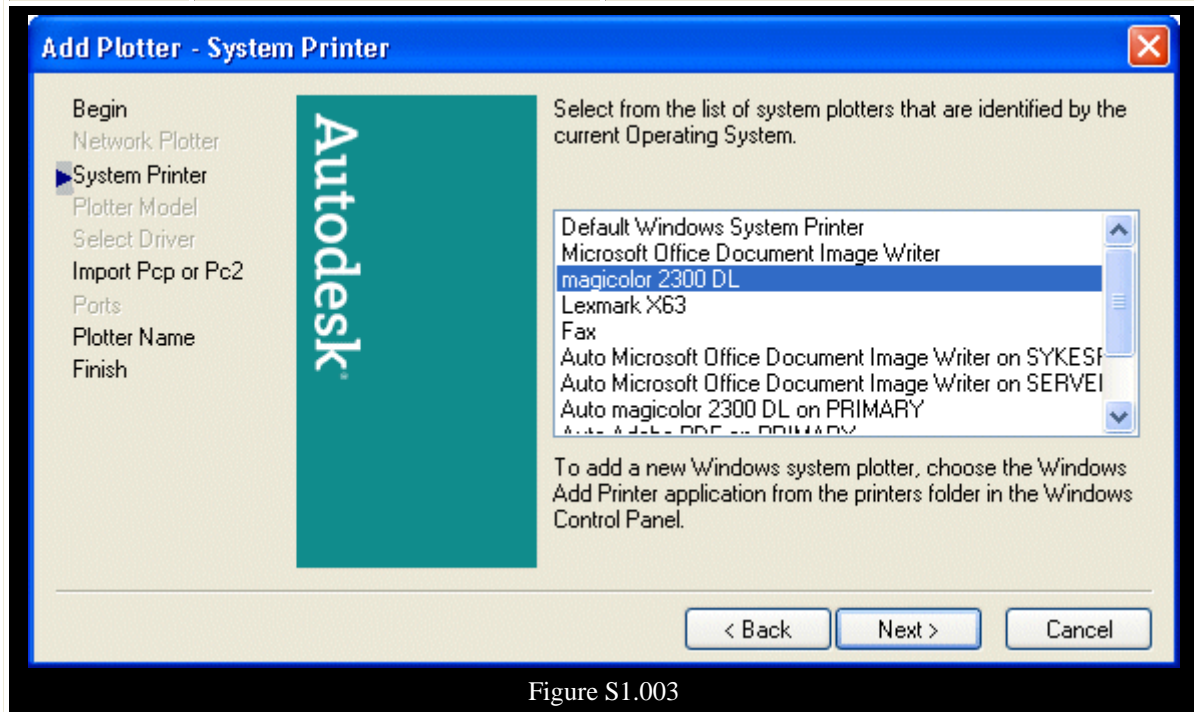 Add Plotter - System Printer
Begin
Network Plotter
System Printer
Plotter Model
Select Driver
Import Pcp or Pc2
Ports
Plotter Name
Finish
Autodesk
Select from the list of system plotters that are identified by the
current Operating System.
Default Windows System Printer
Microsoft Office Document Image Writer
magicolor 2300 DL
Lexmark X63
Fax
Auto Microsoft Office Document Image Writer on
Auto Microsoft Office Document Image Writer on
Auto magicolor 2300 DL on PRIMARY
Auto Adobe PDF on PRIMARY
To add a new Windows system plotter, choose the Windows
Add Printer application from the printers folder in the Windows
Control Panel.
< Back
Next >
Cancel
Figure S1.003